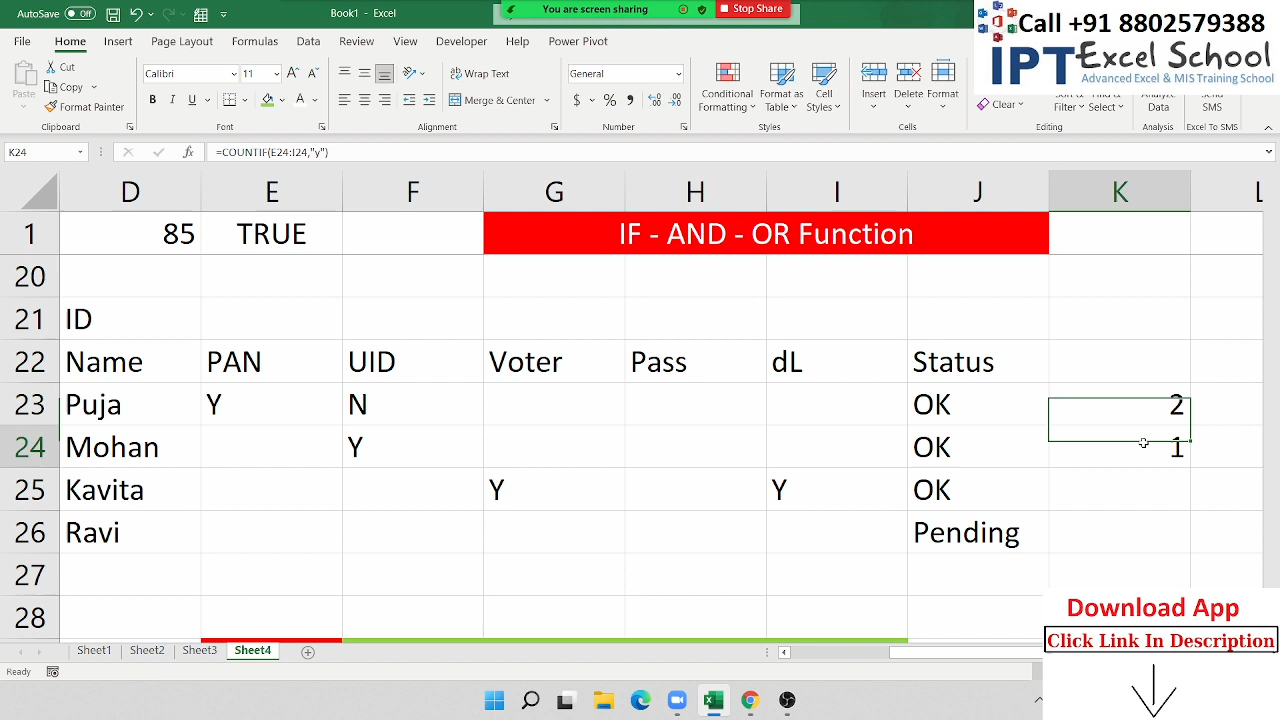 AutoSave Off Book1 - Excel
You are screen sharing Stop Share
Call +91 8802579388
IPT Excel School
Advanced Excel & MIS Training School
File Home Insert Page Layout Formulas Data Review View Developer Help Power Pivot
Paste Cut Copy Format Painter Calibri 11 Wrap Text Merge & Center General Conditional Formatting Format as Table Cell Styles Insert Delete Format Clear Sort & Filter Find & Select Analyze Data Send SMS
Clipboard Font Alignment Number Styles Cells Editing Analysis Excel To SMS
K24 =COUNTIF(E24:I24,"y")
D E F G H I J K L
1 85 TRUE IF - AND - OR Function
20
21 ID
22 Name PAN UID Voter Pass dL Status
23 Puja Y N OK 2
24 Mohan Y OK 1
25 Kavita Y Y OK
26 Ravi Pending
27
28
Download App
Click Link In Description
Sheet1 Sheet2 Sheet3 Sheet4
Ready